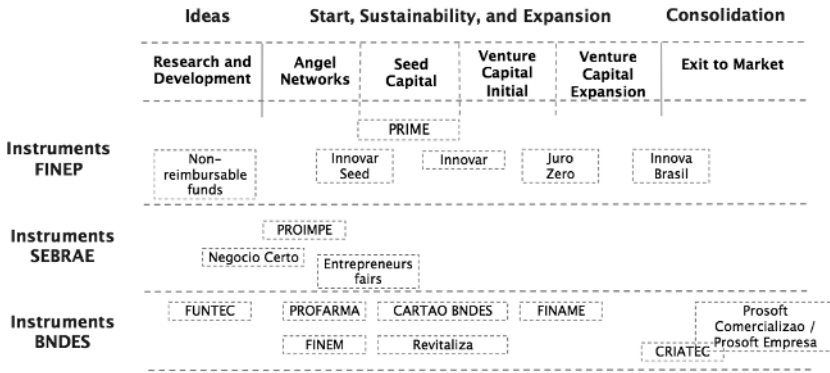 Ideas
Start, Sustainability, and Expansion
Consolidation
Research and
Development
Angel
Networks
Seed
Capital
Venture
Capital
Initial
Venture
Capital
Expansion
Exit to Market
Instruments
FINEP
PRIME
Non-
reimbursable
funds
Innovar
Seed
Innovar
Juro
Zero
Innova
Brasil
Instruments
SEBRAE
PROIMPE
Negocio Certo
Entrepreneurs
fairs
Instruments
BNDES
FUNTEC
PROFARMA
CARTAO BNDES
FINAME
Prosoft
Comercializao /
Prosoft Empresa
FINEM
Revitaliza
CRIATEC